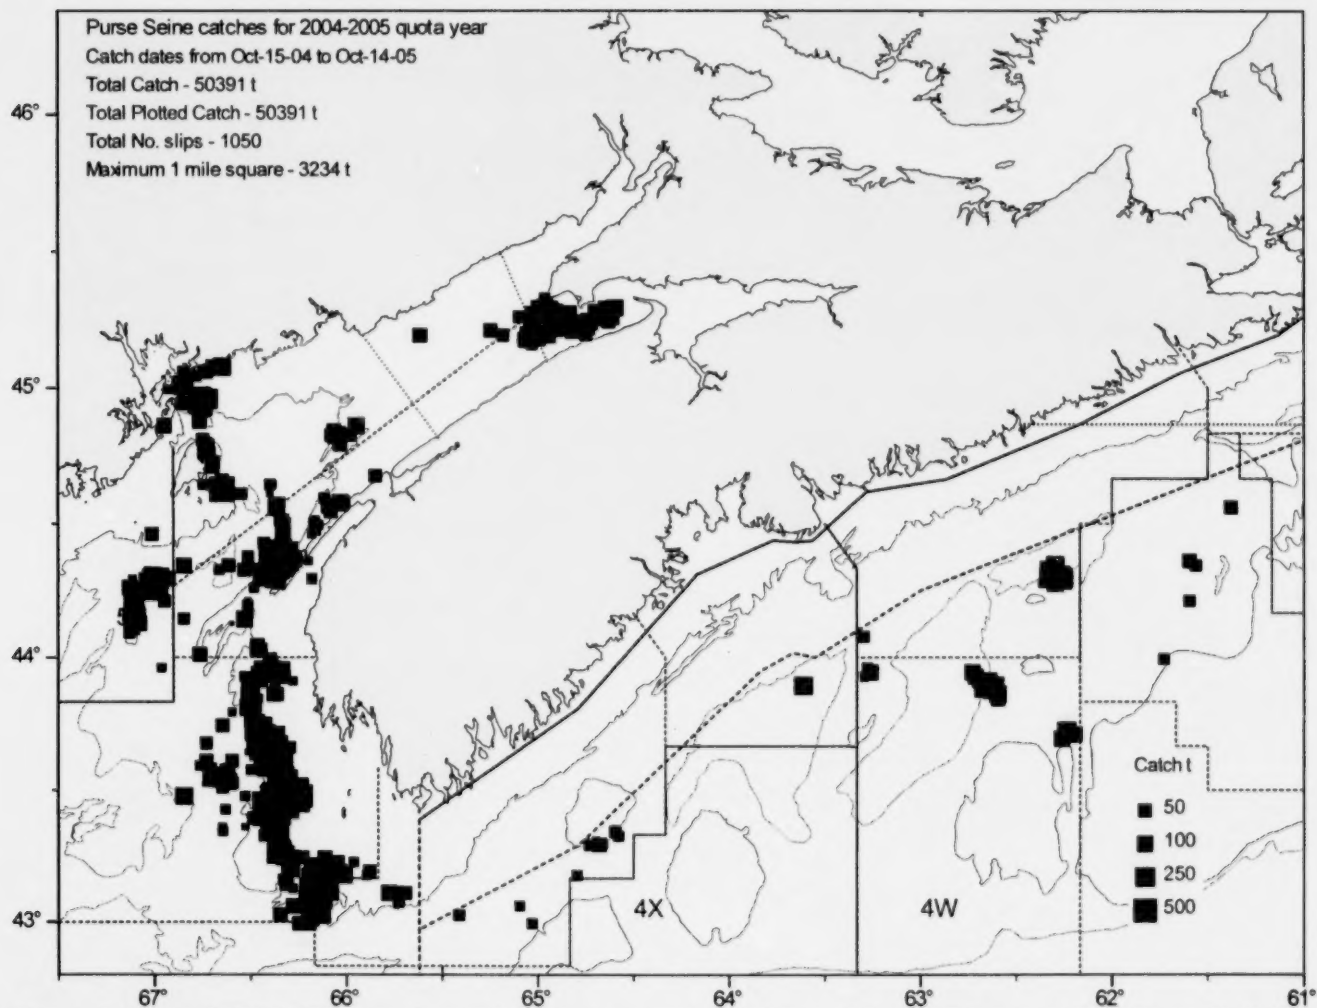 Purse Seine catches for 2004-2005 quota year
Catch dates from Oct-15-04 to Oct-14-05
Total Catch - 50391 t
Total Plotted Catch - 50391 t
Total No. slips - 1050
Maximum 1 mile square - 3234 t
46°
45°
44°
43°
Catch t
50
100
250
500
4X
4W
67°
66°
65°
64°
63°
62°
61°